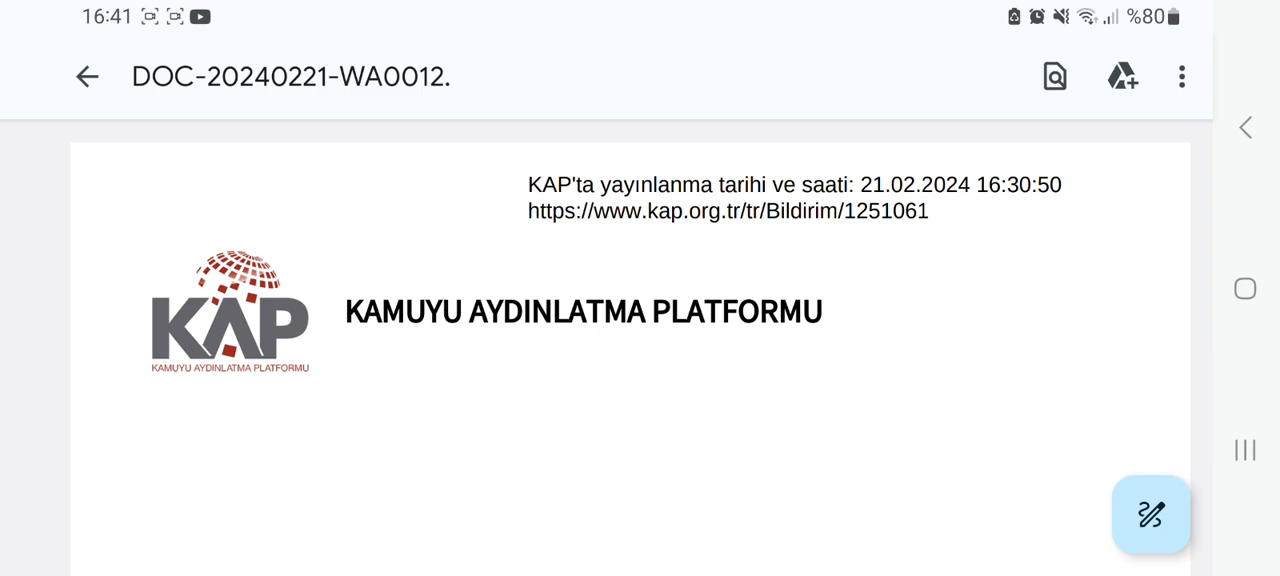 16:41 %80
DOC-20240221-WA0012.
KAP'ta yayınlanma tarihi ve saati: 21.02.2024 16:30:50
https://www.kap.org.tr/tr/Bildirim/1251061
KAP
KAMUYU AYDINLATMA PLATFORMU
KAMUYU AYDINLATMA PLATFORMU